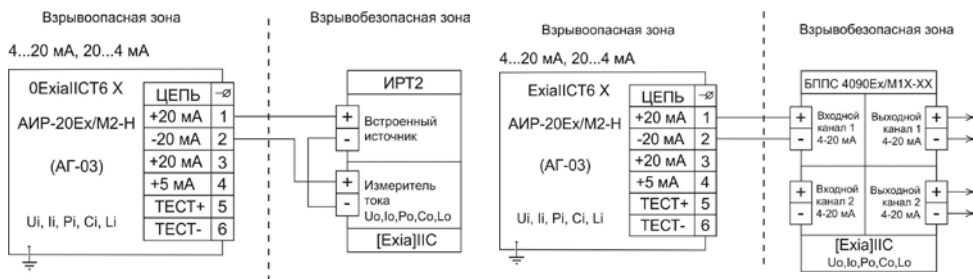 Взрывоопасная зона
Взрывобезопасная зона
4...20 мА, 20...4 мА
0ExiaIICT6 X
АИР-20Ex/М2-Н
(АГ-03)
Ui, Ii, Pi, Ci, Li
ЦЕПЬ -⌀
+20 мА 1
-20 мА 2
+20 мА 3
+5 мА 4
ТЕСТ+ 5
ТЕСТ- 6
ИРТ2
+
-
Встроенный
источник
+
-
Измеритель
тока
Uo,Io,Po,Co,Lo
[Exia]IIC
Взрывоопасная зона
Взрывобезопасная зона
4...20 мА, 20...4 мА
ExiaIICT6 X
АИР-20Ex/М2-Н
(АГ-03)
Ui, Ii, Pi, Ci, Li
ЦЕПЬ -⌀
+20 мА 1
-20 мА 2
+20 мА 3
+5 мА 4
ТЕСТ+ 5
ТЕСТ- 6
БППС 4090Ex/М1Х-ХХ
+ Входной Выходной +
канал 1 канал 1
- 4-20 мА 4-20 мА -
+ Входной Выходной +
канал 2 канал 2
- 4-20 мА 4-20 мА -
[Exia]IIC
Uo,Io,Po,Co,Lo